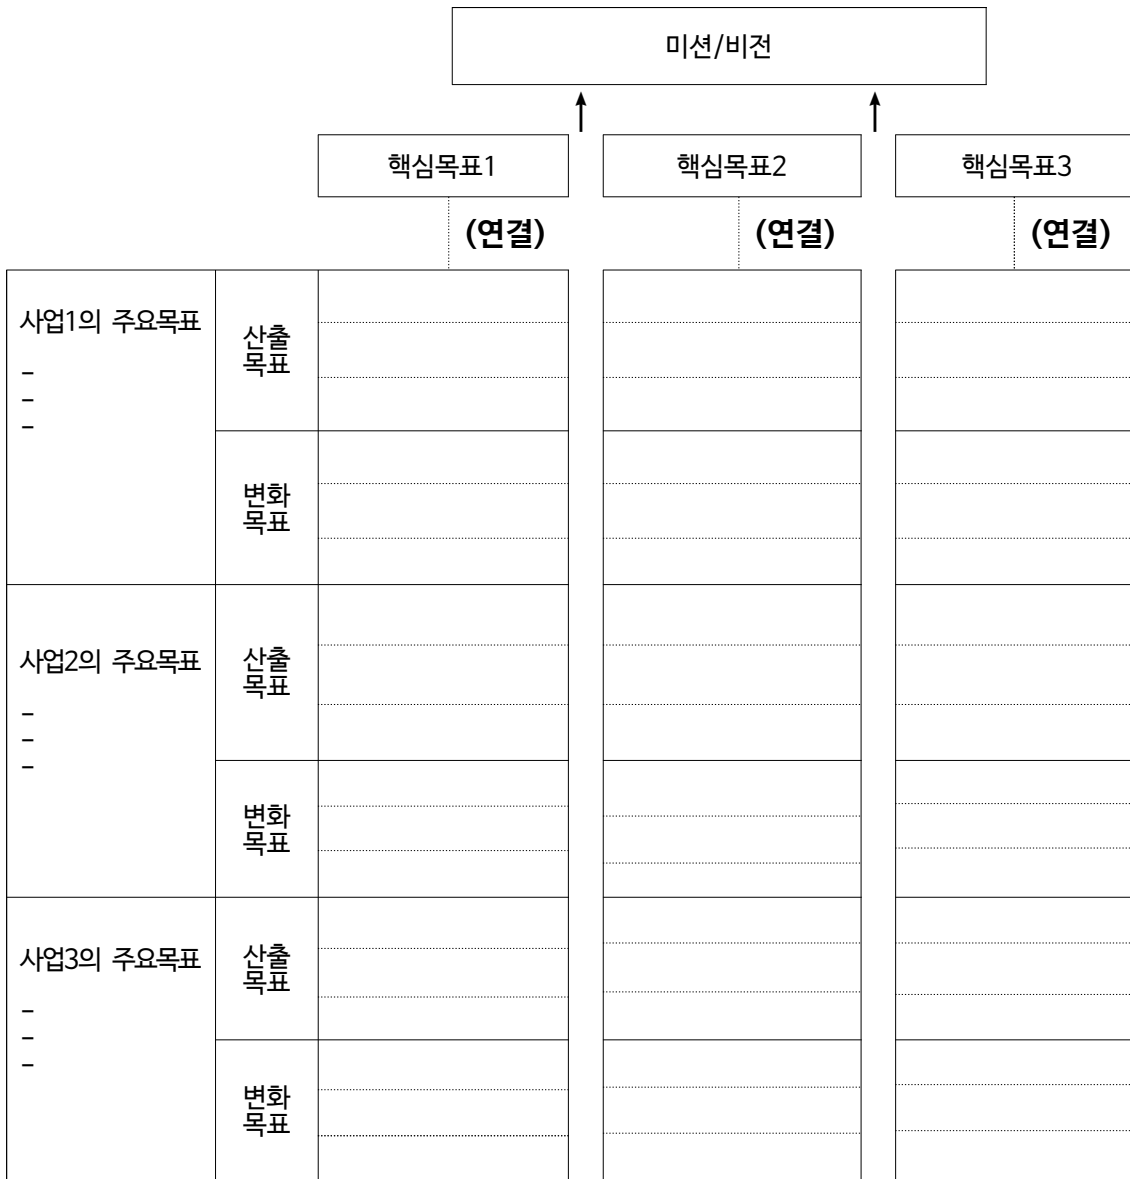 미션/비전
핵심목표1
핵심목표2
핵심목표3
(연결)
(연결)
(연결)
사업1의 주요목표
–
–
–
산출
목표
변화
목표
사업2의 주요목표
–
–
–
산출
목표
변화
목표
사업3의 주요목표
–
–
–
산출
목표
변화
목표